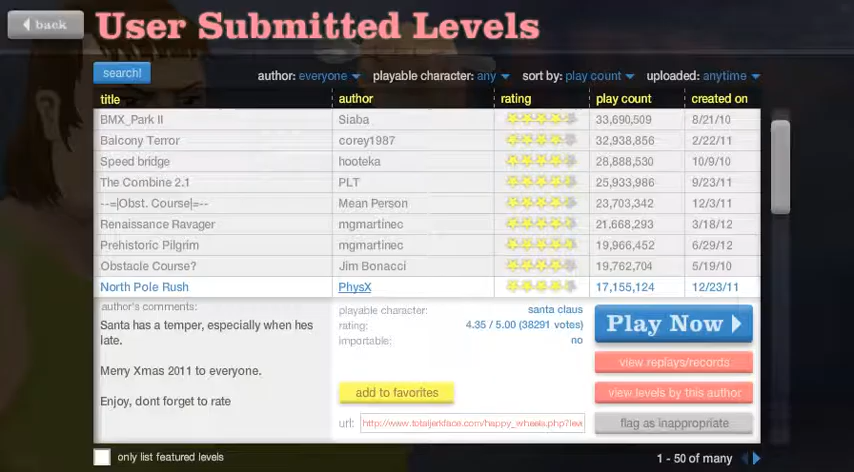 back
User Submitted Levels
search!
author: everyone playable character: any sort by: play count uploaded: anytime
title author rating play count created on
BMX_Park II Siaba 33,690,509 8/21/10
Balcony Terror corey1987 32,938,856 2/22/11
Speed bridge hooteka 28,888,530 10/9/10
The Combine 2.1 PLT 25,933,986 9/23/11
--=|Obst. Course|=-- Mean Person 23,703,342 12/3/11
Renaissance Ravager mgmartinec 21,668,293 3/18/12
Prehistoric Pilgrim mgmartinec 19,966,452 6/29/12
Obstacle Course? Jim Bonacci 19,762,704 5/19/10
North Pole Rush PhysX 17,155,124 12/23/11
author's comments:
Santa has a temper, especially when hes
late.
Merry Xmas 2011 to everyone.
Enjoy, dont forget to rate
playable character: santa claus
rating: 4.35 / 5.00 (38291 votes)
importable: no
add to favorites
url: http://www.totaljerkface.com/happy_wheels.php?leve
Play Now
view replays/records
view levels by this author
flag as inappropriate
only list featured levels
1 - 50 of many